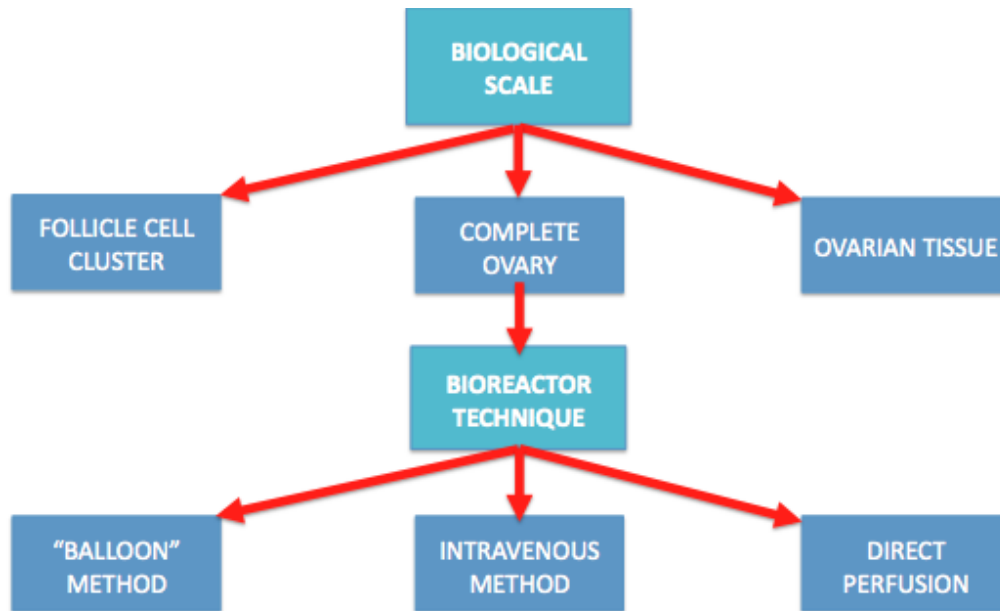 BIOLOGICAL
SCALE
FOLLICLE CELL
CLUSTER
COMPLETE
OVARY
OVARIAN TISSUE
BIOREACTOR
TECHNIQUE
“BALLOON”
METHOD
INTRAVENOUS
METHOD
DIRECT
PERFUSION